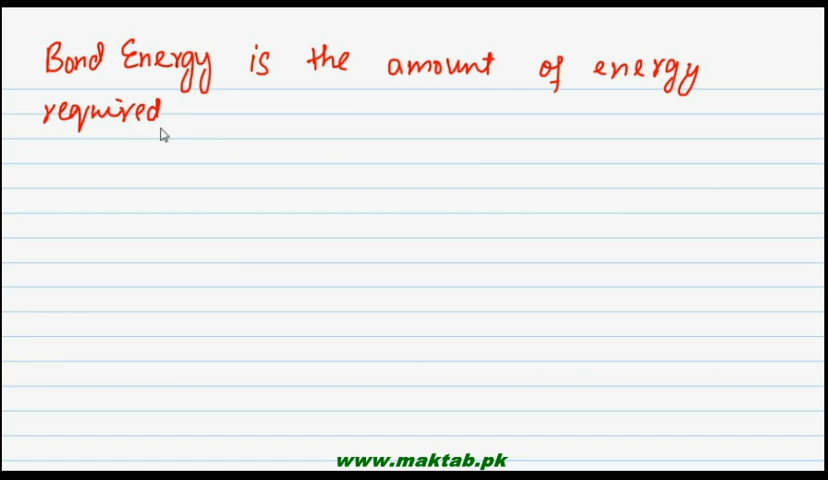 Bond Energy is the amount of energy
required
www.maktab.pk